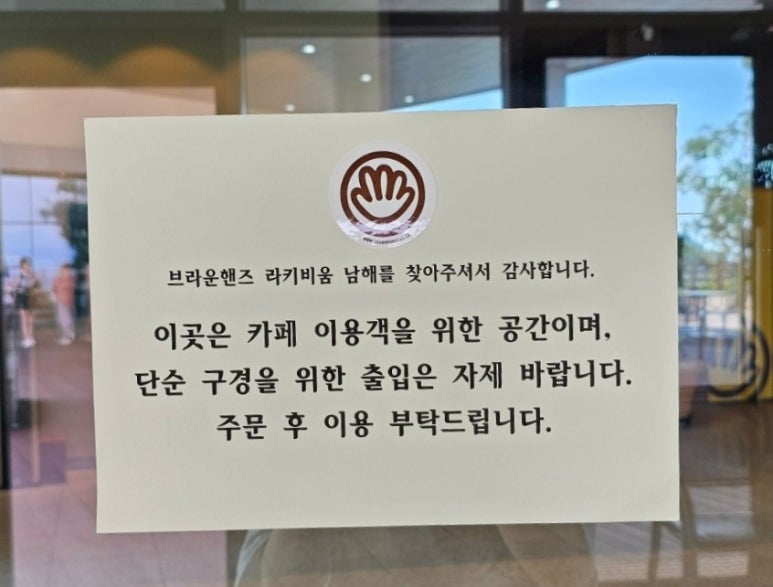 브라운핸즈 라키비움 남해를 찾아주셔서 감사합니다.
이곳은 카페 이용객을 위한 공간이며,
단순 구경을 위한 출입은 자제 바랍니다.
주문 후 이용 부탁드립니다.